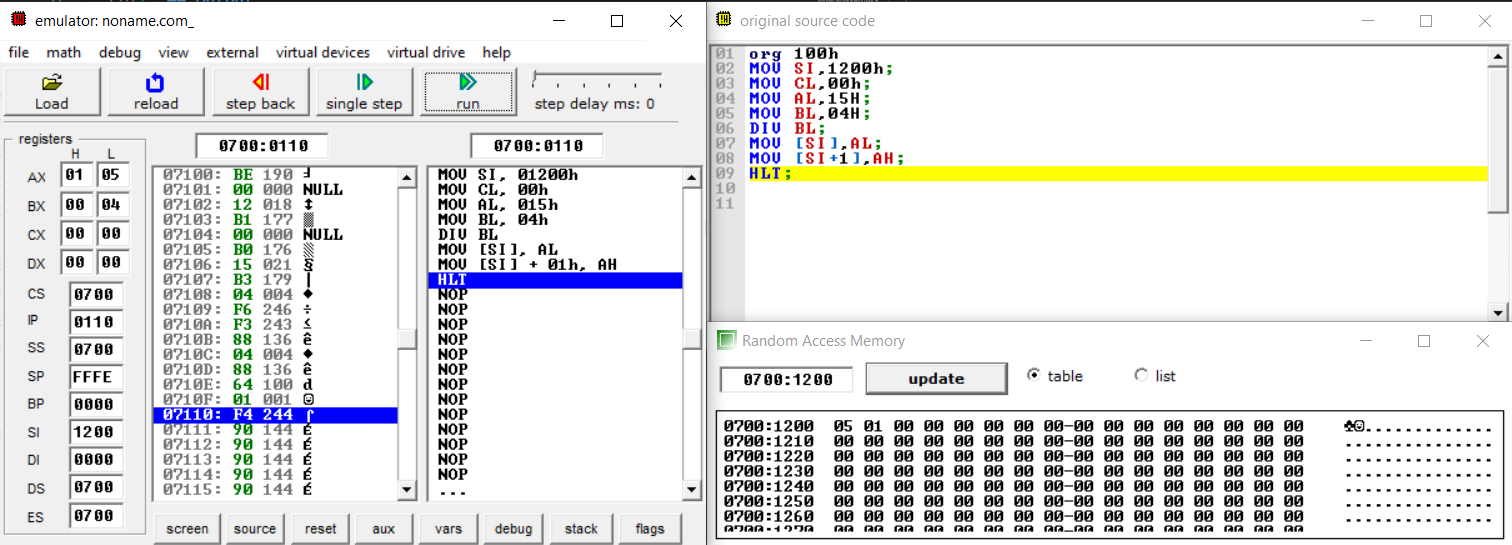 emulator: noname.com_
file math debug view external virtual devices virtual drive help
Load reload step back single step run step delay ms: 0
registers
H L
AX 01 05
BX 00 04
CX 00 00
DX 00 00
CS 0700
IP 0110
SS 0700
SP FFFE
BP 0000
SI 1200
DI 0000
DS 0700
ES 0700
0700:0110
07100: BE 190 ╛
07101: 00 000 NULL
07102: 12 018 ↕
07103: B1 177 ▒
07104: 00 000 NULL
07105: B0 176 ░
07106: 15 021 §
07107: B3 179 │
07108: 04 004 ♦
07109: F6 246 ÷
0710A: F3 243 ≤
0710B: 88 136 ê
0710C: 04 004 ♦
0710D: 88 136 ê
0710E: 64 100 d
0710F: 01 001 ☺
07110: F4 244 ⌠
07111: 90 144 É
07112: 90 144 É
07113: 90 144 É
07114: 90 144 É
07115: 90 144 É
0700:0110
MOV SI, 01200h
MOV CL, 00h
MOV AL, 015h
MOV BL, 04h
DIV BL
MOV [SI], AL
MOV [SI] + 01h, AH
HLT
NOP
NOP
NOP
NOP
NOP
NOP
NOP
NOP
NOP
NOP
NOP
NOP
NOP
...
screen source reset aux vars debug stack flags
original source code
01 org 100h
02 MOV SI,1200h;
03 MOV CL,00h;
04 MOV AL,15H;
05 MOV BL,04H;
06 DIV BL;
07 MOV [SI],AL;
08 MOV [SI+1],AH;
09 HLT;
10
11
Random Access Memory
0700:1200 update table list
0700:1200 05 01 00 00 00 00 00 00-00 00 00 00 00 00 00 00 ♣☺..............
0700:1210 00 00 00 00 00 00 00 00-00 00 00 00 00 00 00 00 ................
0700:1220 00 00 00 00 00 00 00 00-00 00 00 00 00 00 00 00 ................
0700:1230 00 00 00 00 00 00 00 00-00 00 00 00 00 00 00 00 ................
0700:1240 00 00 00 00 00 00 00 00-00 00 00 00 00 00 00 00 ................
0700:1250 00 00 00 00 00 00 00 00-00 00 00 00 00 00 00 00 ................
0700:1260 00 00 00 00 00 00 00 00-00 00 00 00 00 00 00 00 ................
0700:1270 00 00 00 00 00 00 00 00-00 00 00 00 00 00 00 00